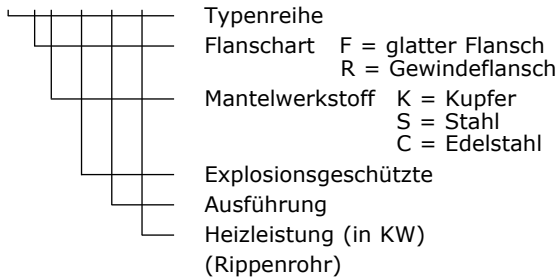 Typenreihe
Flanschart F = glatter Flansch
R = Gewindeflansch
Mantelwerkstoff K = Kupfer
S = Stahl
C = Edelstahl
Explosionsgeschützte
Ausführung
Heizleistung (in KW)
(Rippenrohr)